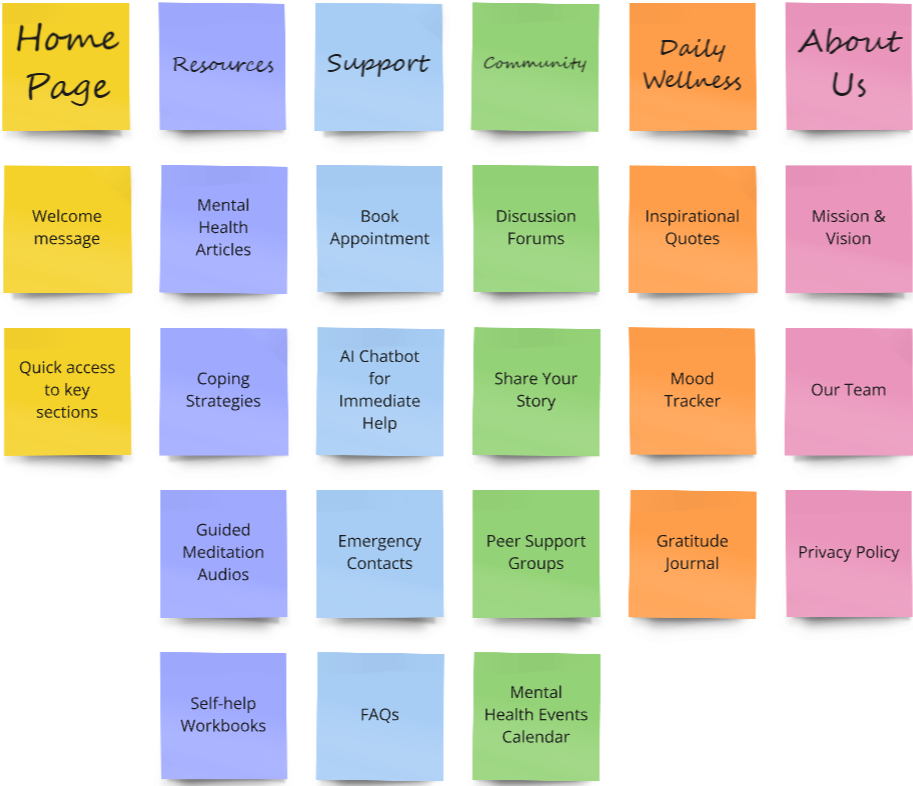 Home
Page
Resources
Support
Community
Daily
Wellness
About
Us
Welcome
message
Mental
Health
Articles
Book
Appointment
Discussion
Forums
Inspirational
Quotes
Mission &
Vision
Quick access
to key
sections
Coping
Strategies
AI Chatbot
for
Immediate
Help
Share Your
Story
Mood
Tracker
Our Team
Guided
Meditation
Audios
Emergency
Contacts
Peer Support
Groups
Gratitude
Journal
Privacy Policy
Self-help
Workbooks
FAQs
Mental
Health Events
Calendar